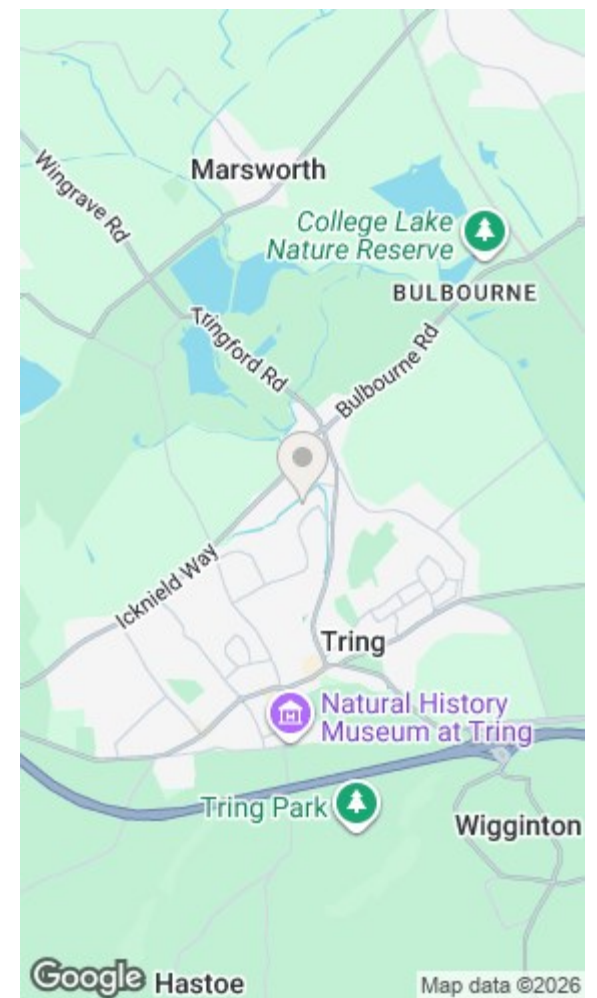 Marsworth
Wingrave Rd
College Lake
Nature Reserve
BULBOURNE
Tringford Rd
Bulbourne Rd
Icknield Way
Tring
Natural History
Museum at Tring
Tring Park
Wigginton
Google
Hastoe
Map data ©2026